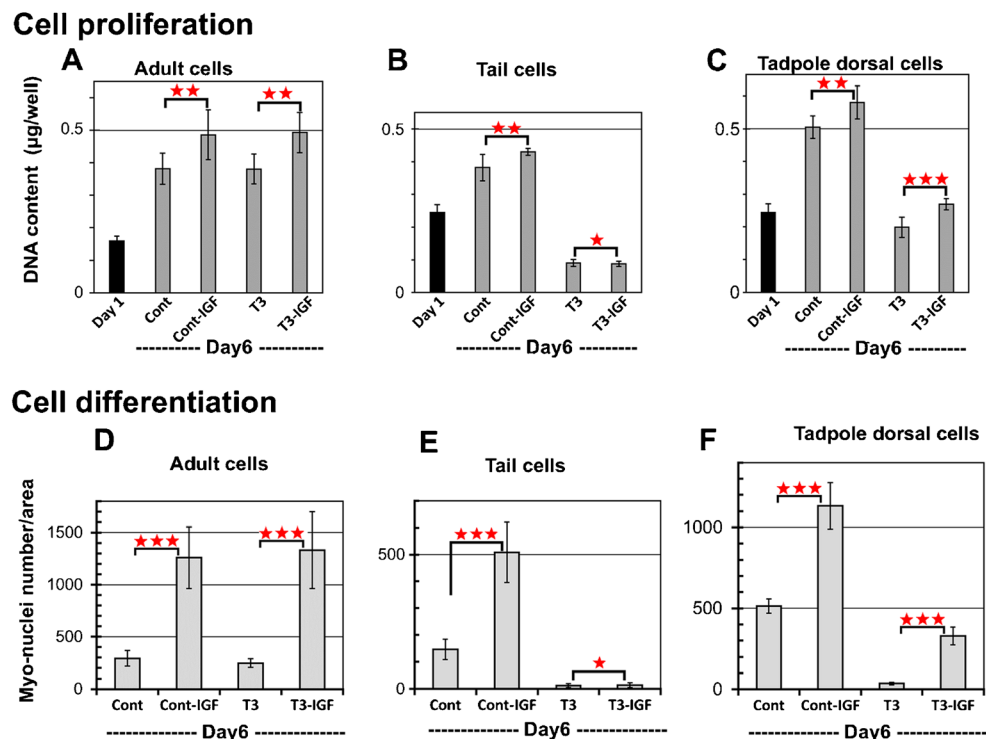 Cell proliferation
A
Adult cells
B
Tail cells
C
Tadpole dorsal cells
DNA content (µg/well)
0.5
0
Day 1
Cont
Cont-IGF
T3
T3-IGF
Day6
0.5
0
Day 1
Cont
Cont-IGF
T3
T3-IGF
Day6
0.5
0
Day 1
Cont
Cont-IGF
T3
T3-IGF
Day6
Cell differentiation
D
Adult cells
E
Tail cells
F
Tadpole dorsal cells
Myo-nuclei number/area
1500
1000
500
0
Cont
Cont-IGF
T3
T3-IGF
Day6
500
0
Cont
Cont-IGF
T3
T3-IGF
Day6
1000
500
0
Cont
Cont-IGF
T3
T3-IGF
Day6